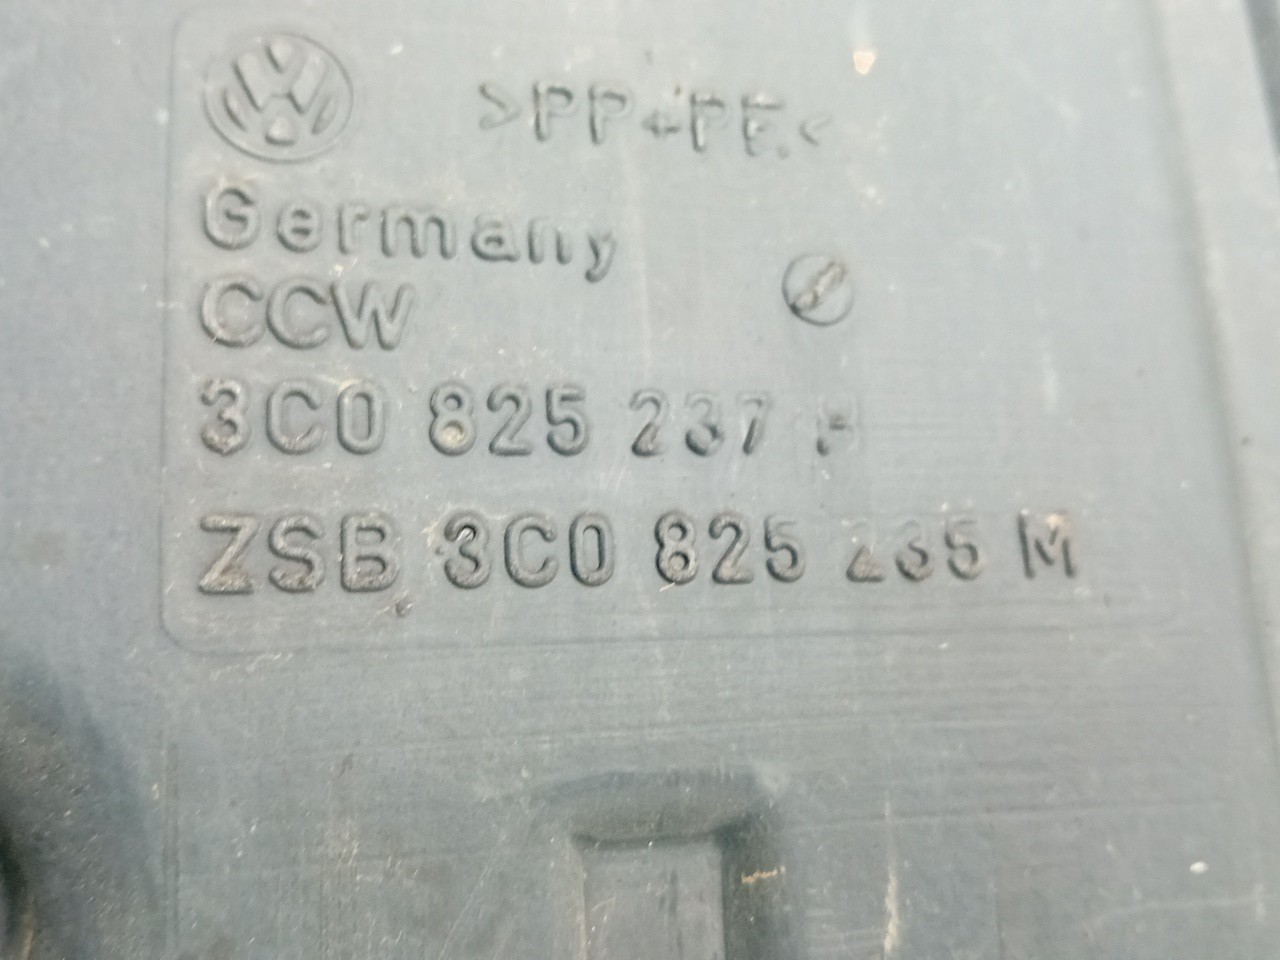 >PP+PE<
Germany
CCW
3C0 825 237 H
ZSB 3C0 825 235 M